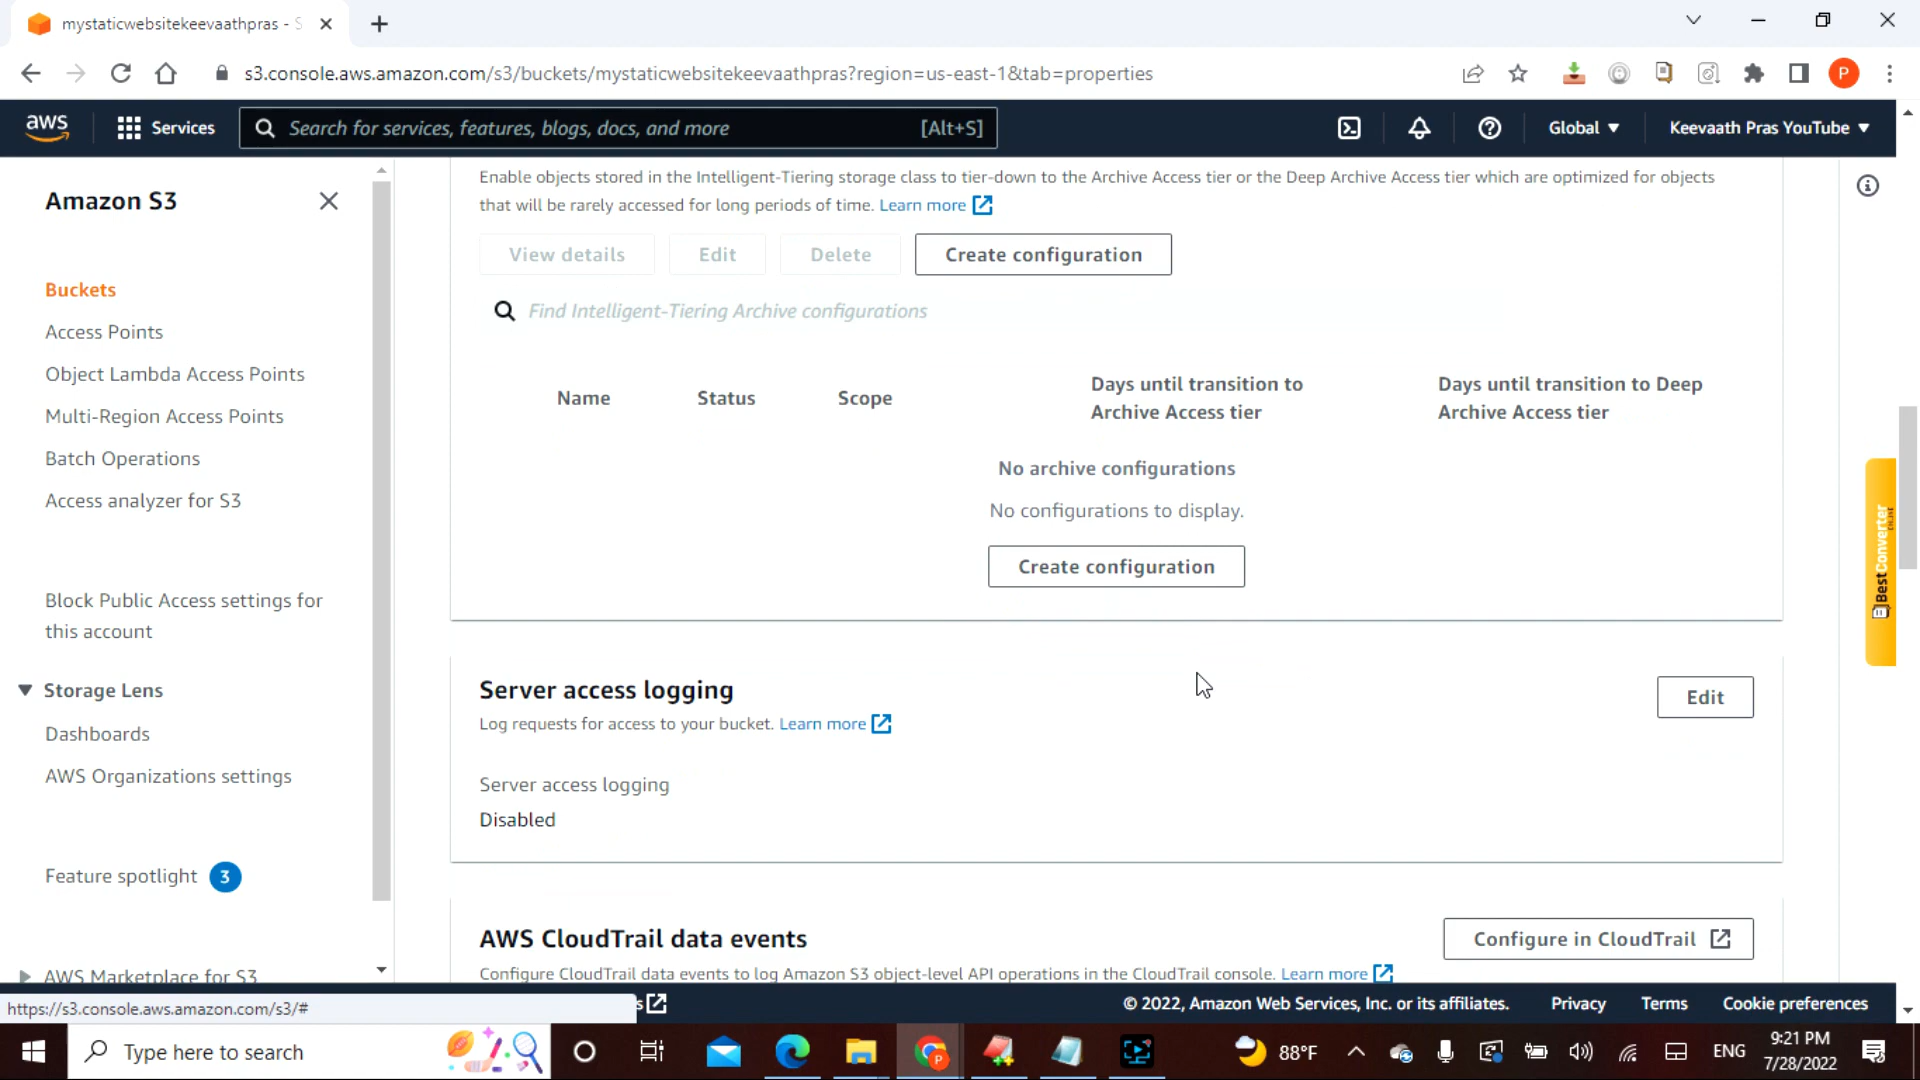 mystaticwebsitekeevaathpras - S
s3.console.aws.amazon.com/s3/buckets/mystaticwebsitekeevaathpras?region=us-east-1&tab=properties
P
aws
Services
Search for services, features, blogs, docs, and more
[Alt+S]
Global
Keevaath Pras YouTube
Amazon S3
Buckets
Access Points
Object Lambda Access Points
Multi-Region Access Points
Batch Operations
Access analyzer for S3
Block Public Access settings for
this account
Storage Lens
Dashboards
AWS Organizations settings
Feature spotlight 3
AWS Marketplace for S3
Enable objects stored in the Intelligent-Tiering storage class to tier-down to the Archive Access tier or the Deep Archive Access tier which are optimized for objects
that will be rarely accessed for long periods of time. Learn more
View details
Edit
Delete
Create configuration
Find Intelligent-Tiering Archive configurations
Name
Status
Scope
Days until transition to
Archive Access tier
Days until transition to Deep
Archive Access tier
No archive configurations
No configurations to display.
Create configuration
Server access logging
Edit
Log requests for access to your bucket. Learn more
Server access logging
Disabled
AWS CloudTrail data events
Configure in CloudTrail
Configure CloudTrail data events to log Amazon S3 object-level API operations in the CloudTrail console. Learn more
BestConverter
https://s3.console.aws.amazon.com/s3/#
s
© 2022, Amazon Web Services, Inc. or its affiliates.
Privacy
Terms
Cookie preferences
Type here to search
88°F
ENG
9:21 PM
7/28/2022